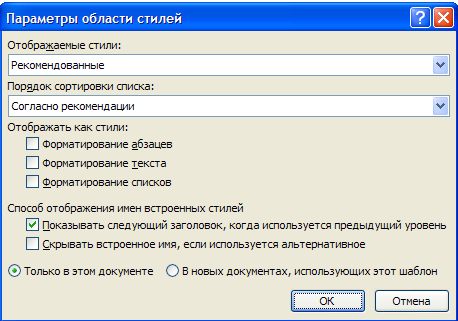 Параметры области стилей
Отображаемые стили:
Рекомендованные
Порядок сортировки списка:
Согласно рекомендации
Отображать как стили:
Форматирование абзацев
Форматирование текста
Форматирование списков
Способ отображения имен встроенных стилей
Показывать следующий заголовок, когда используется предыдущий уровень
Скрывать встроенное имя, если используется альтернативное
Только в этом документе В новых документах, использующих этот шаблон
ОК Отмена